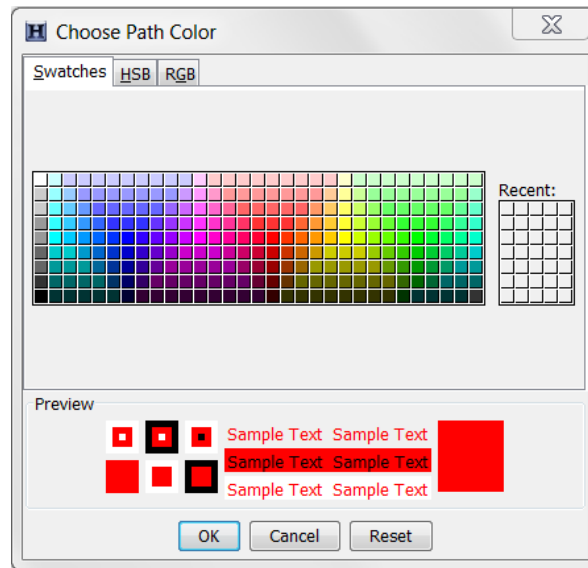 H Choose Path Color
Swatches HSB RGB
Recent:
Preview
Sample Text Sample Text
Sample Text Sample Text
Sample Text Sample Text
OK Cancel Reset